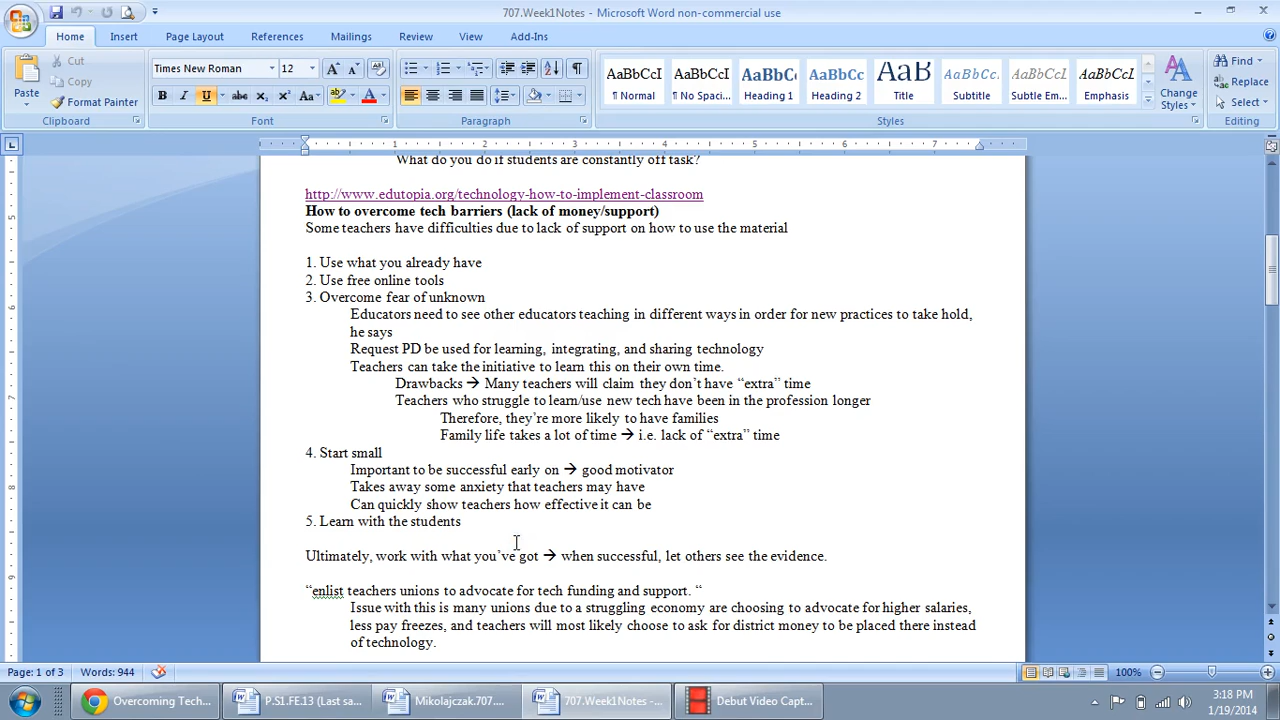 707.Week1Notes - Microsoft Word non-commercial use
Home Insert Page Layout References Mailings Review View Add-Ins
Paste
Cut
Copy
Format Painter
Clipboard
Times New Roman 12
Font
Paragraph
AaBbCcI AaBbCcI AaBbC AaBbCc AaB AaBbCcI AaBbCcI AaBbCcI
¶ Normal ¶ No Spaci... Heading 1 Heading 2 Title Subtitle Subtle Em... Emphasis
Change
Styles
Styles
Find
Replace
Select
Editing
What do you do if students are constantly off task?
http://www.edutopia.org/technology-how-to-implement-classroom
How to overcome tech barriers (lack of money/support)
Some teachers have difficulties due to lack of support on how to use the material
1. Use what you already have
2. Use free online tools
3. Overcome fear of unknown
Educators need to see other educators teaching in different ways in order for new practices to take hold,
he says
Request PD be used for learning, integrating, and sharing technology
Teachers can take the initiative to learn this on their own time.
Drawbacks → Many teachers will claim they don’t have “extra” time
Teachers who struggle to learn/use new tech have been in the profession longer
Therefore, they’re more likely to have families
Family life takes a lot of time → i.e. lack of “extra” time
4. Start small
Important to be successful early on → good motivator
Takes away some anxiety that teachers may have
Can quickly show teachers how effective it can be
5. Learn with the students
Ultimately, work with what you’ve got → when successful, let others see the evidence.
“enlist teachers unions to advocate for tech funding and support. “
Issue with this is many unions due to a struggling economy are choosing to advocate for higher salaries,
less pay freezes, and teachers will most likely choose to ask for district money to be placed there instead
of technology.
Page: 1 of 3 Words: 944 100%
Overcoming Tech... P.S1.FE.13 (Last sa... Mikolajczak.707.... 707.Week1Notes -... Debut Video Capt... 3:18 PM
1/19/2014